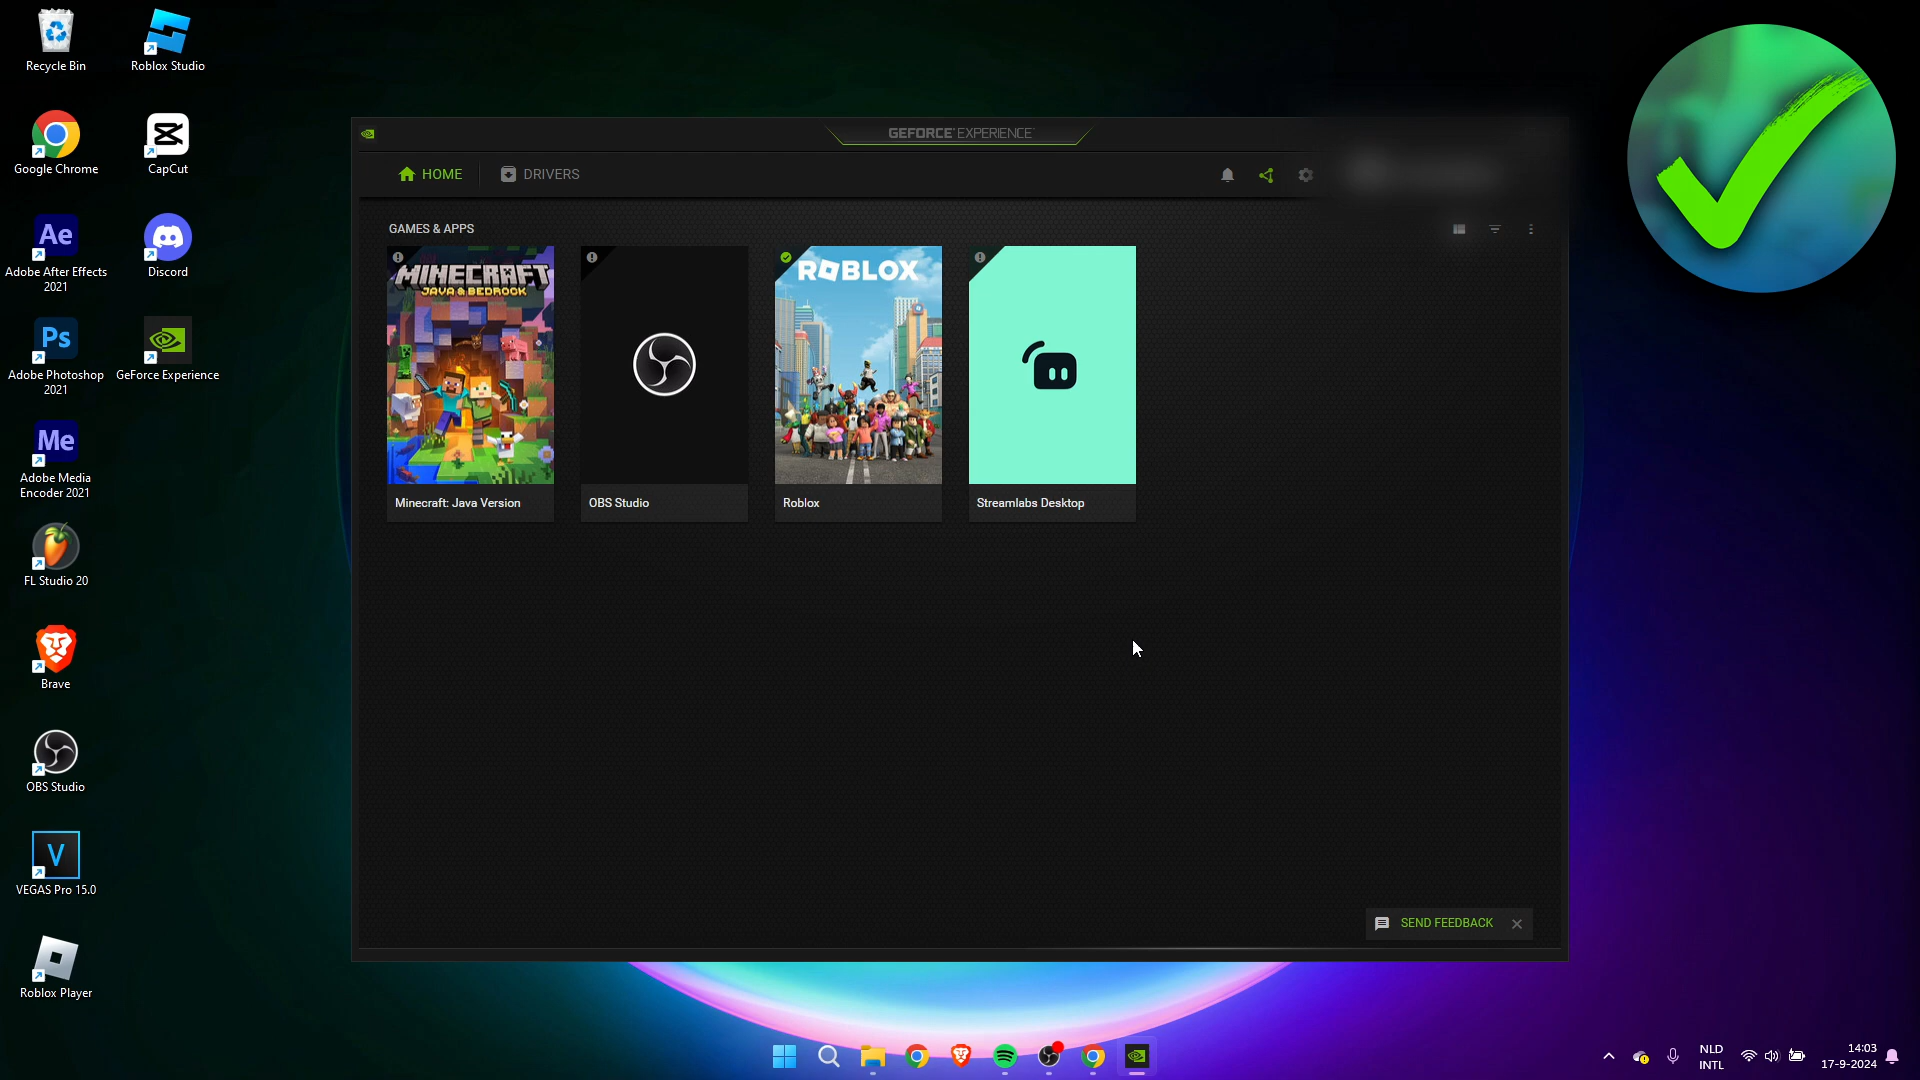 Recycle Bin
Roblox Studio
Google Chrome
CapCut
Ae
Adobe After Effects
2021
Discord
Ps
Adobe Photoshop
2021
GeForce Experience
Me
Adobe Media
Encoder 2021
FL Studio 20
Brave
OBS Studio
V
VEGAS Pro 15.0
Roblox Player
GEFORCE EXPERIENCE
HOME
DRIVERS
GAMES & APPS
MINECRAFT
JAVA & BEDROCK
ROBLOX
Minecraft: Java Version
OBS Studio
Roblox
Streamlabs Desktop
SEND FEEDBACK
NLD
INTL
14:03
17-9-2024